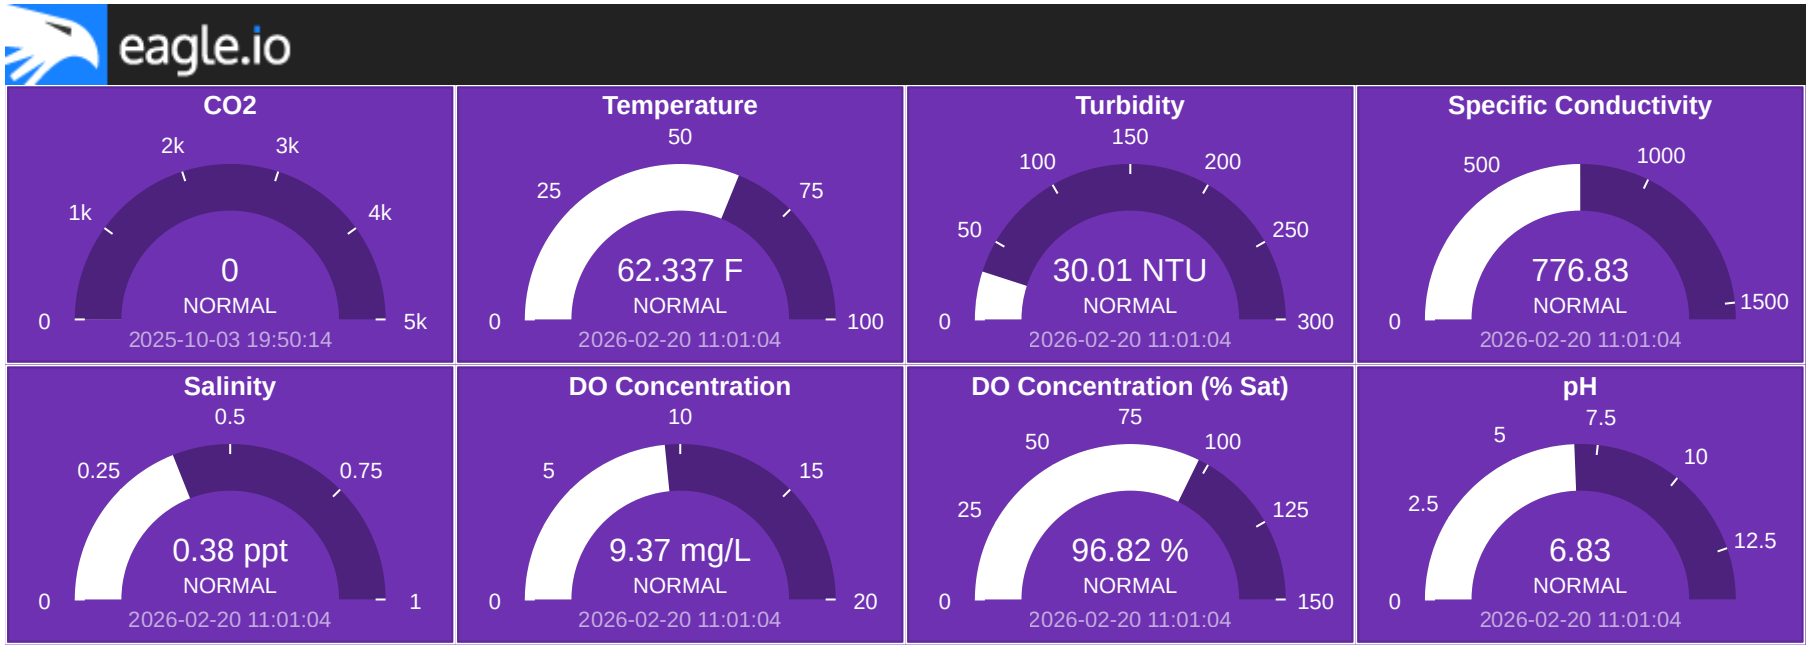 eagle.io
CO2
0
1k
2k
3k
4k
5k
0
NORMAL
2025-10-03 19:50:14
Temperature
0
25
50
75
100
62.337 F
NORMAL
2026-02-20 11:01:04
Turbidity
0
50
100
150
200
250
300
30.01 NTU
NORMAL
2026-02-20 11:01:04
Specific Conductivity
0
500
1000
1500
776.83
NORMAL
2026-02-20 11:01:04
Salinity
0
0.25
0.5
0.75
1
0.38 ppt
NORMAL
2026-02-20 11:01:04
DO Concentration
0
5
10
15
20
9.37 mg/L
NORMAL
2026-02-20 11:01:04
DO Concentration (% Sat)
0
25
50
75
100
125
150
96.82 %
NORMAL
2026-02-20 11:01:04
pH
0
2.5
5
7.5
10
12.5
6.83
NORMAL
2026-02-20 11:01:04